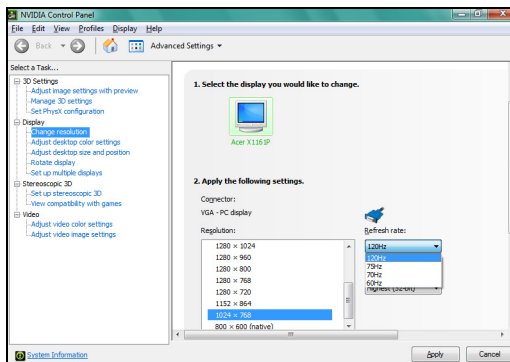 NVIDIA Control Panel
File Edit View Profiles Display Help
Back Advanced Settings
Select a Task...
3D Settings
Adjust image settings with preview
Manage 3D settings
Set PhysX configuration
Display
Change resolution
Adjust desktop color settings
Adjust desktop size and position
Rotate display
Set up multiple displays
Stereoscopic 3D
Set up stereoscopic 3D
View compatibility with games
Video
Adjust video color settings
Adjust video image settings
System Information
1. Select the display you would like to change.
Acer X1161P
2. Apply the following settings.
Connector:
VGA - PC display
Resolution:
1280 × 1024
1280 × 960
1280 × 800
1280 × 768
1280 × 720
1152 × 864
1024 × 768
800 × 600 (native)
Refresh rate:
120Hz
120Hz
75Hz
70Hz
60Hz
Highest (32-bit)
Apply Cancel